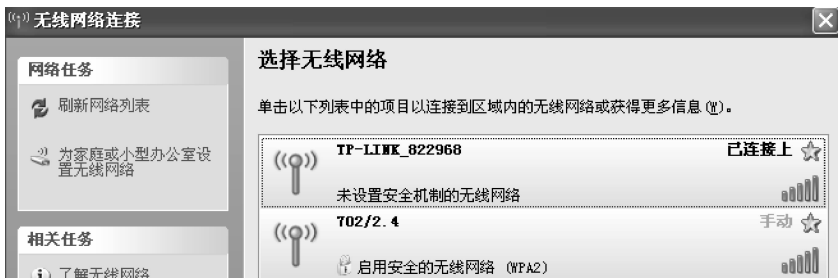 无线网络连接
网络任务
刷新网络列表
为家庭或小型办公室设
置无线网络
相关任务
了解无线网络
选择无线网络
单击以下列表中的项目以连接到区域内的无线网络或获得更多信息(W)。
TP-LINK_822968 已连接上
未设置安全机制的无线网络
702/2.4 手动
启用安全的无线网络 (WPA2)